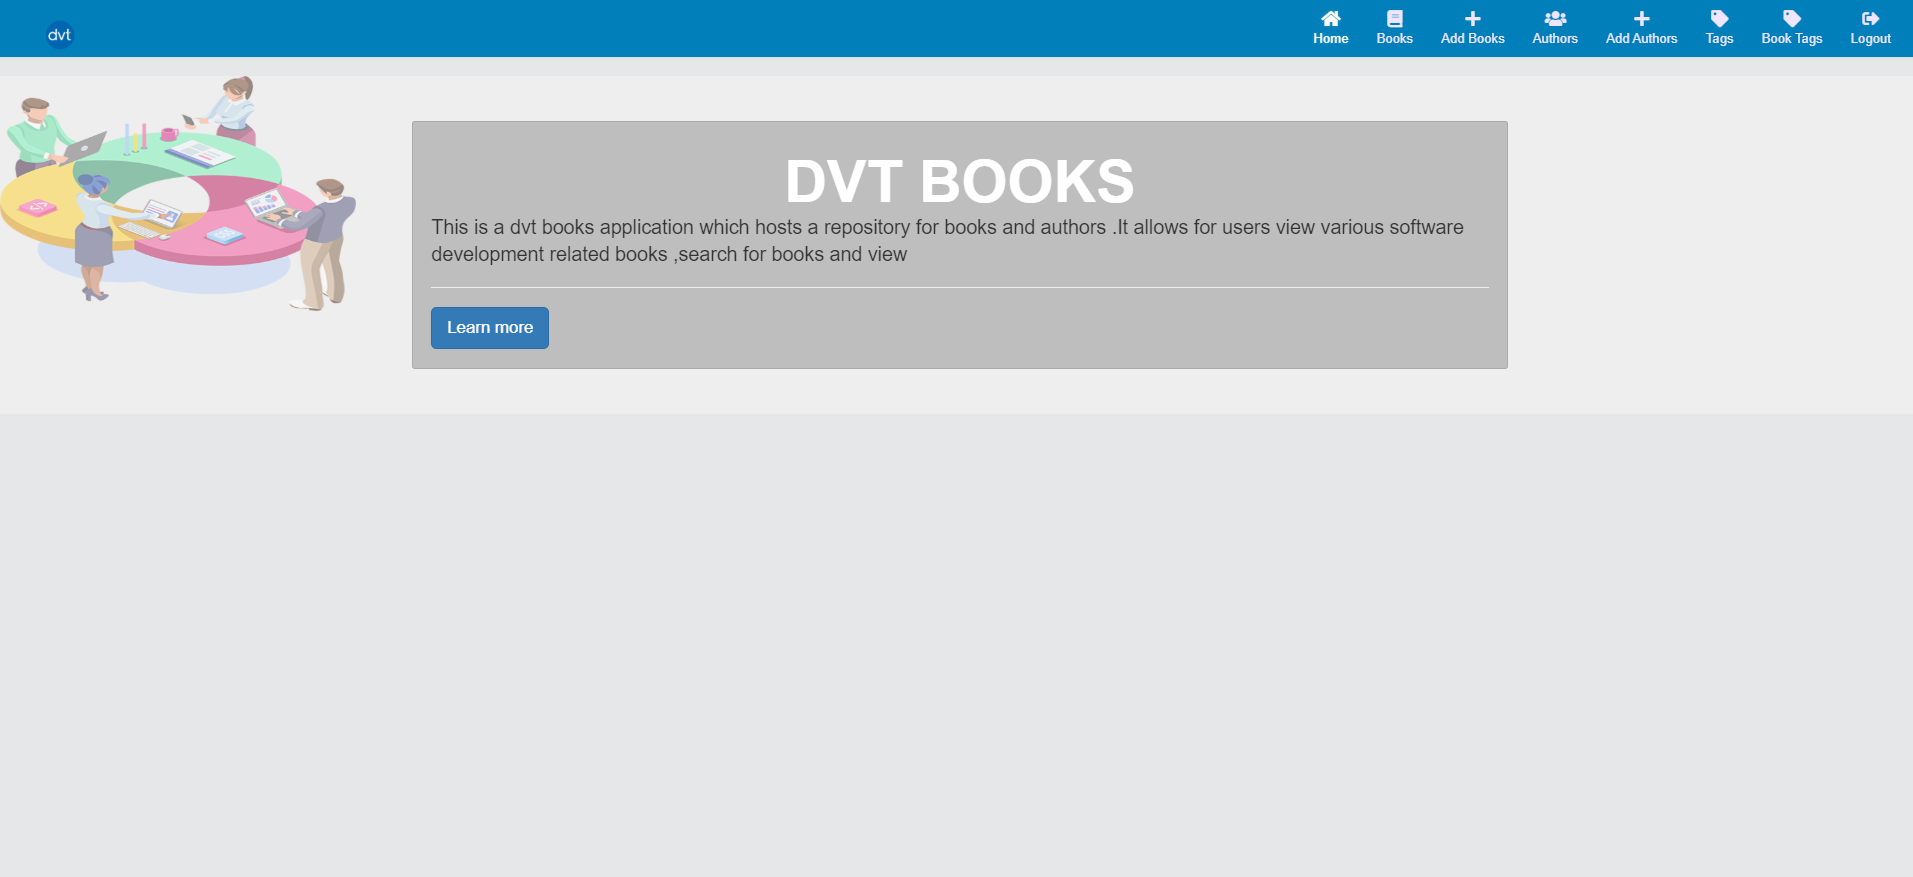 dvt
Home
Books
Add Books
Authors
Add Authors
Tags
Book Tags
Logout
DVT BOOKS
This is a dvt books application which hosts a repository for books and authors .It allows for users view various software
development related books ,search for books and view
Learn more